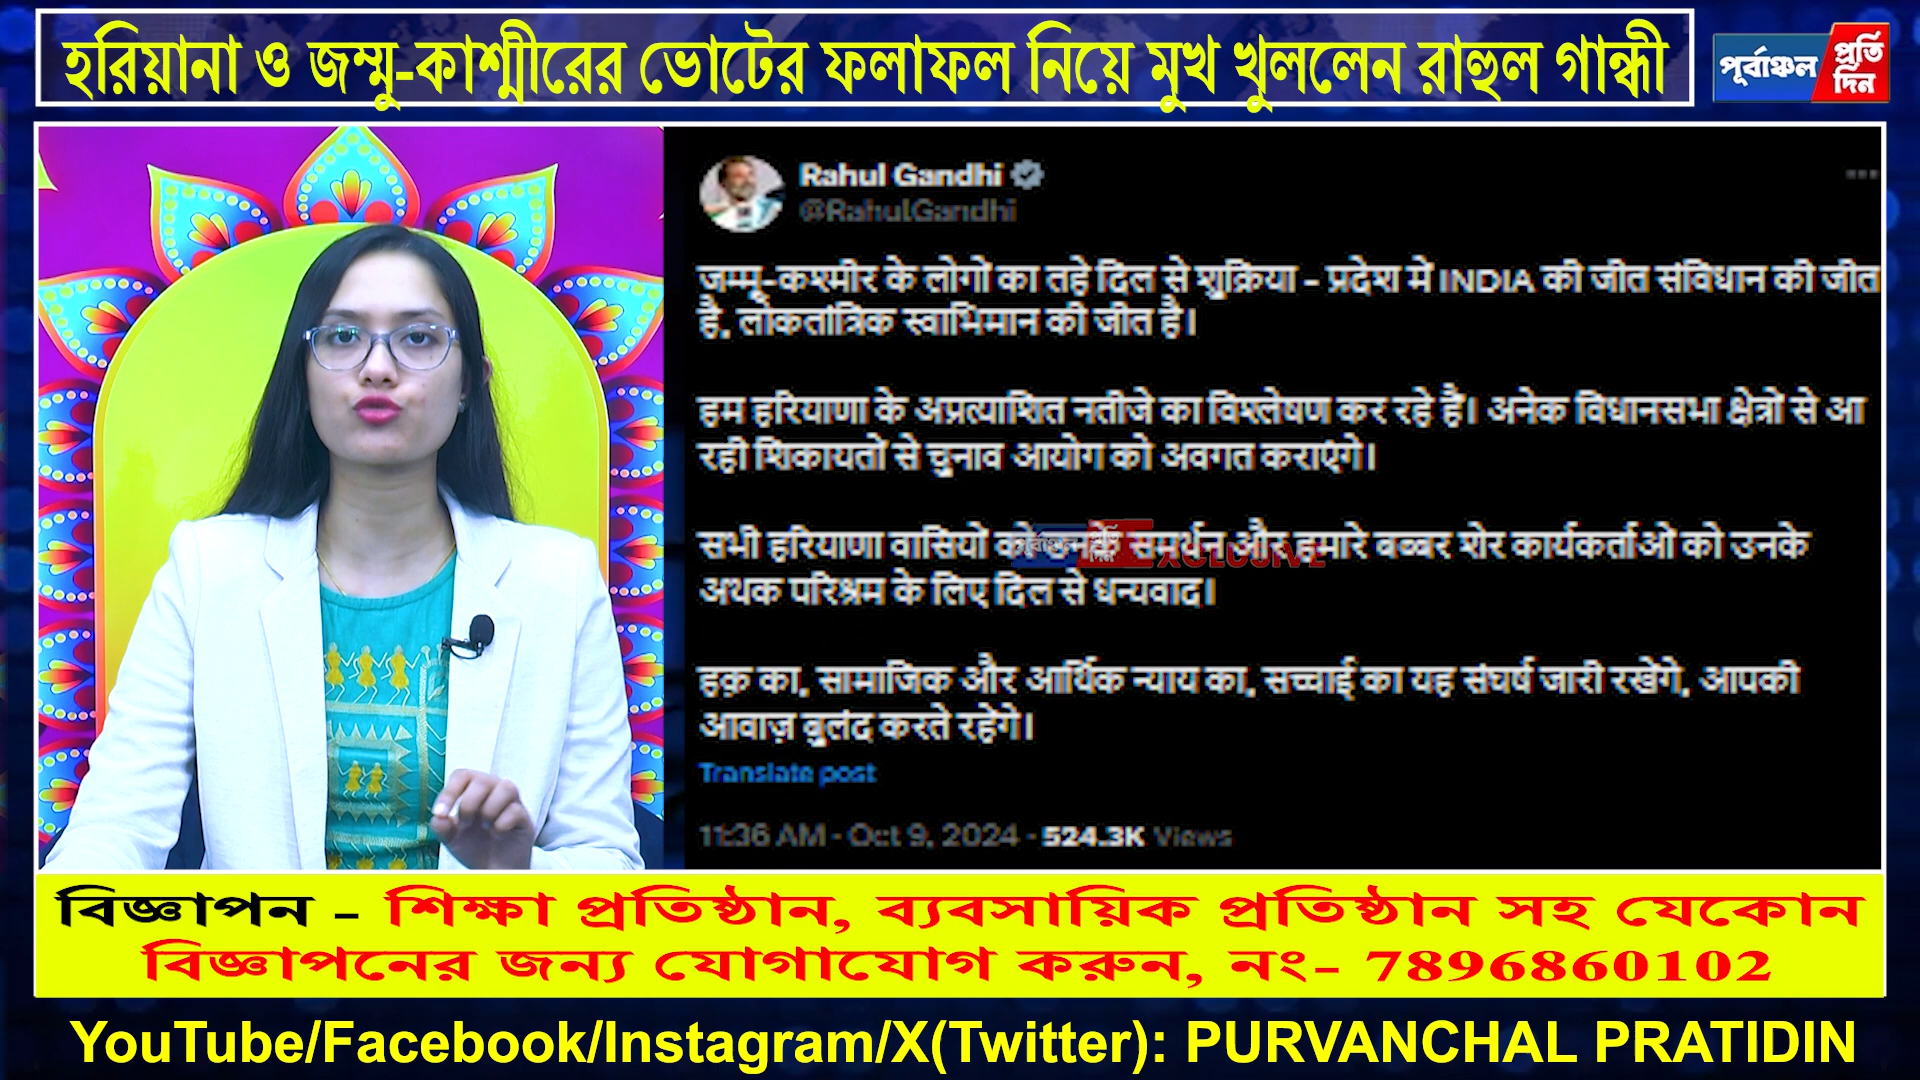 হরিয়ানা ও জম্মু-কাশ্মীরের ভোটের ফলাফল নিয়ে মুখ খুললেন রাহুল গান্ধী
পূর্বাঞ্চল প্রতি দিন
Rahul Gandhi
@RahulGandhi
जम्मू-कश्मीर के लोगों का तहे दिल से शुक्रिया - प्रदेश में INDIA की जीत संविधान की जीत
है, लोकतांत्रिक स्वाभिमान की जीत है।
हम हरियाणा के अप्रत्याशित नतीजे का विश्लेषण कर रहे हैं। अनेक विधानसभा क्षेत्रों से आ
रही शिकायतों से चुनाव आयोग को अवगत कराएंगे।
सभी हरियाणा वासियों को समर्थन और हमारे बब्बर शेर कार्यकर्ताओं को उनके
अथक परिश्रम के लिए दिल से धन्यवाद।
हक़ का, सामाजिक और आर्थिक न्याय का, सच्चाई का यह संघर्ष जारी रखेंगे, आपकी
आवाज़ बुलंद करते रहेंगे।
Translate post
11:36 AM · Oct 9, 2024 · 524.3K Views
বিজ্ঞাপন - শিক্ষা প্রতিষ্ঠান, ব্যবসায়িক প্রতিষ্ঠান সহ যেকোন
বিজ্ঞাপনের জন্য যোগাযোগ করুন, নং- 7896860102
YouTube/Facebook/Instagram/X(Twitter): PURVANCHAL PRATIDIN